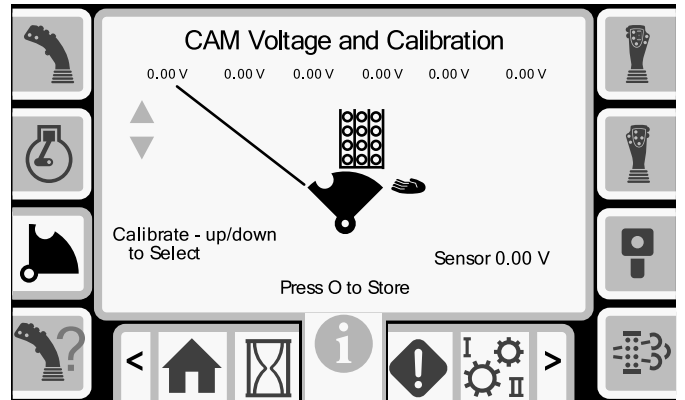 CAM Voltage and Calibration
0.00 V 0.00 V 0.00 V 0.00 V 0.00 V 0.00 V
Calibrate - up/down
to Select
Sensor 0.00 V
Press O to Store
?
< i ! I II >